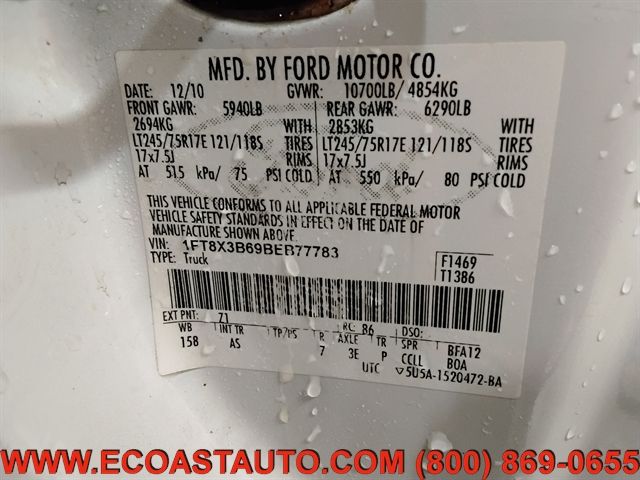 MFD. BY FORD MOTOR CO.
DATE: 12/10 GVWR: 10700LB/ 4854KG
FRONT GAWR: 5940LB REAR GAWR: 6290LB
2694KG WITH 2853KG WITH
LT245/75R17E 121/118S TIRES LT245/75R17E 121/118S TIRES
17x7.5J RIMS 17x7.5J RIMS
AT 515 kPa/ 75 PSI COLD AT 550 kPa/ 80 PSI COLD
THIS VEHICLE CONFORMS TO ALL APPLICABLE FEDERAL MOTOR
VEHICLE SAFETY STANDARDS IN EFFECT ON THE DATE OF
MANUFACTURE SHOWN ABOVE.
VIN: 1FT8X3B69BEB77783 F1469
TYPE: Truck T1386
EXT PNT: Z1 RC: 86 DSO:
WB INT TR TP/PS R AXLE TR SPR BFA12
158 AS 7 3E P CCLL BOA
UTC ▽5U5A-1520472-BA
WWW.ECOASTAUTO.COM (800) 869-0655